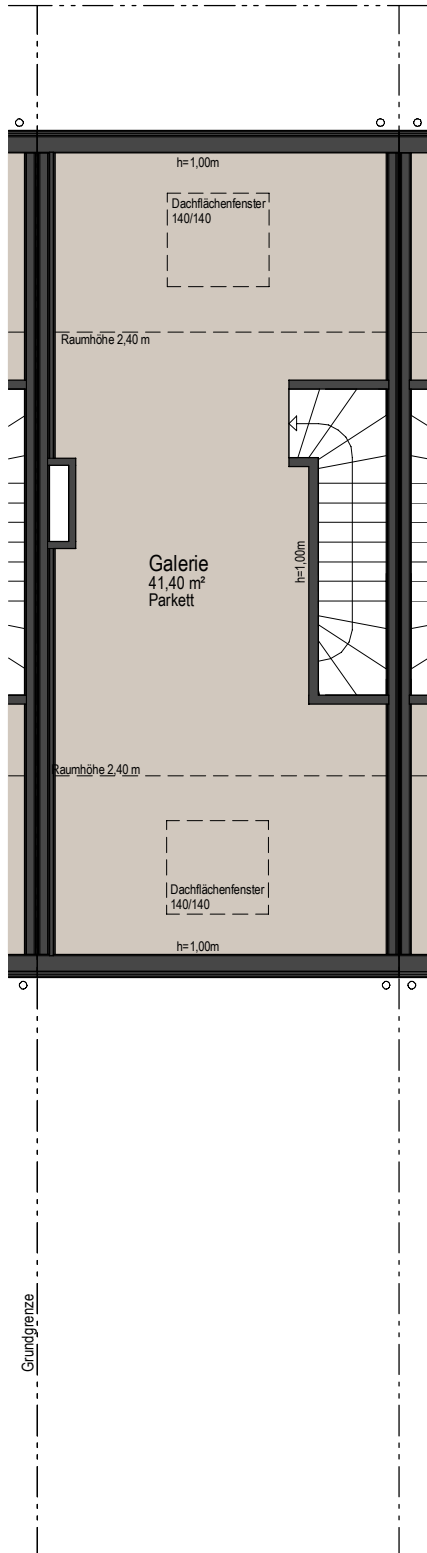 h=1,00m
Dachflächenfenster
140/140
Raumhöhe 2,40 m
h=1,00m
Galerie
41,40 m²
Parkett
Raumhöhe 2,40 m
Dachflächenfenster
140/140
h=1,00m
Grundgrenze